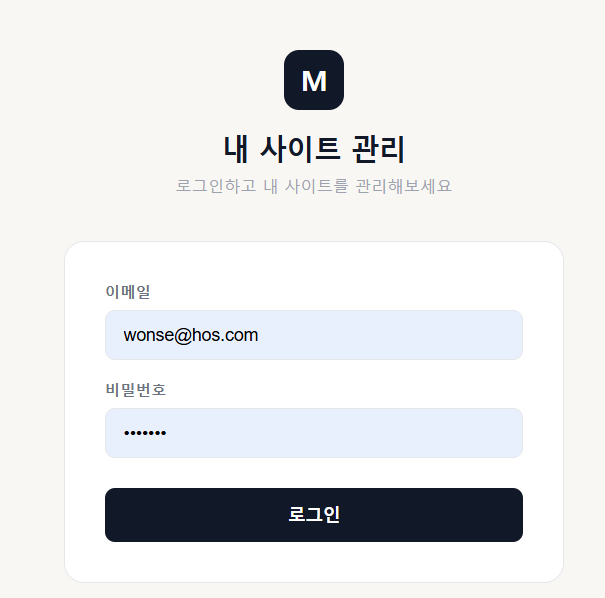 M
내 사이트 관리
로그인하고 내 사이트를 관리해보세요
이메일
wonse@hos.com
비밀번호
•••••••
로그인